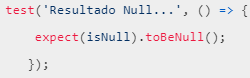 test('Resultado Null...', () => {
expect(isNull).toBeNull();
});